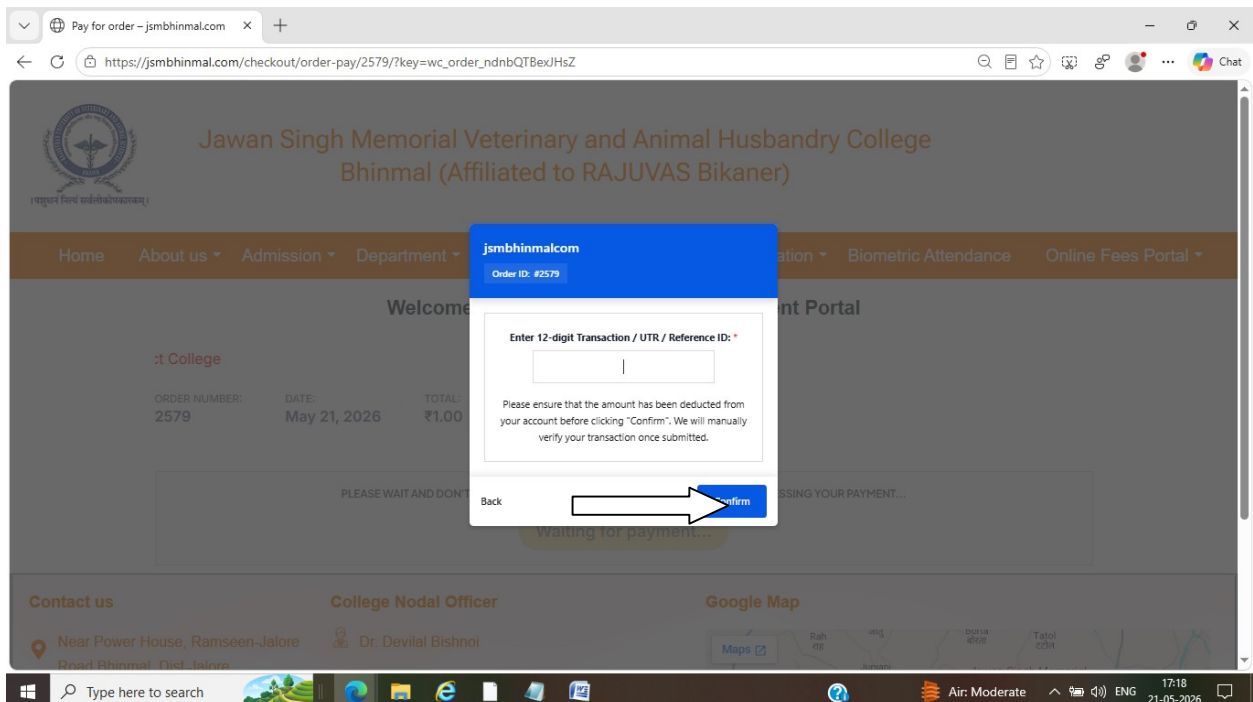 Pay for order – jsmbhinmal.com
https://jsmbhinmal.com/checkout/order-pay/2579/?key=wc_order_ndnbQTBexJHsZ
Chat
Jawan Singh Memorial Veterinary and Animal Husbandry College
Bhinmal (Affiliated to RAJUVAS Bikaner)
Home About us Admission Department ation Biometric Attendance Online Fees Portal
jsmbhinmalcom
Order ID: #2579
Welcome nt Portal
Enter 12-digit Transaction / UTR / Reference ID: *
ct College
ORDER NUMBER: DATE: TOTAL:
2579 May 21, 2026 ₹1.00
Please ensure that the amount has been deducted from
your account before clicking "Confirm". We will manually
verify your transaction once submitted.
PLEASE WAIT AND DON'T SSING YOUR PAYMENT...
Back Confirm
Waiting for payment...
Contact us College Nodal Officer Google Map
Near Power House, Ramseen-Jalore Dr. Devilal Bishnoi
Road Bhinmal, Dist-Jalore
Maps
Rah
Tatol
Type here to search
Air: Moderate ENG 17:18
21-05-2026